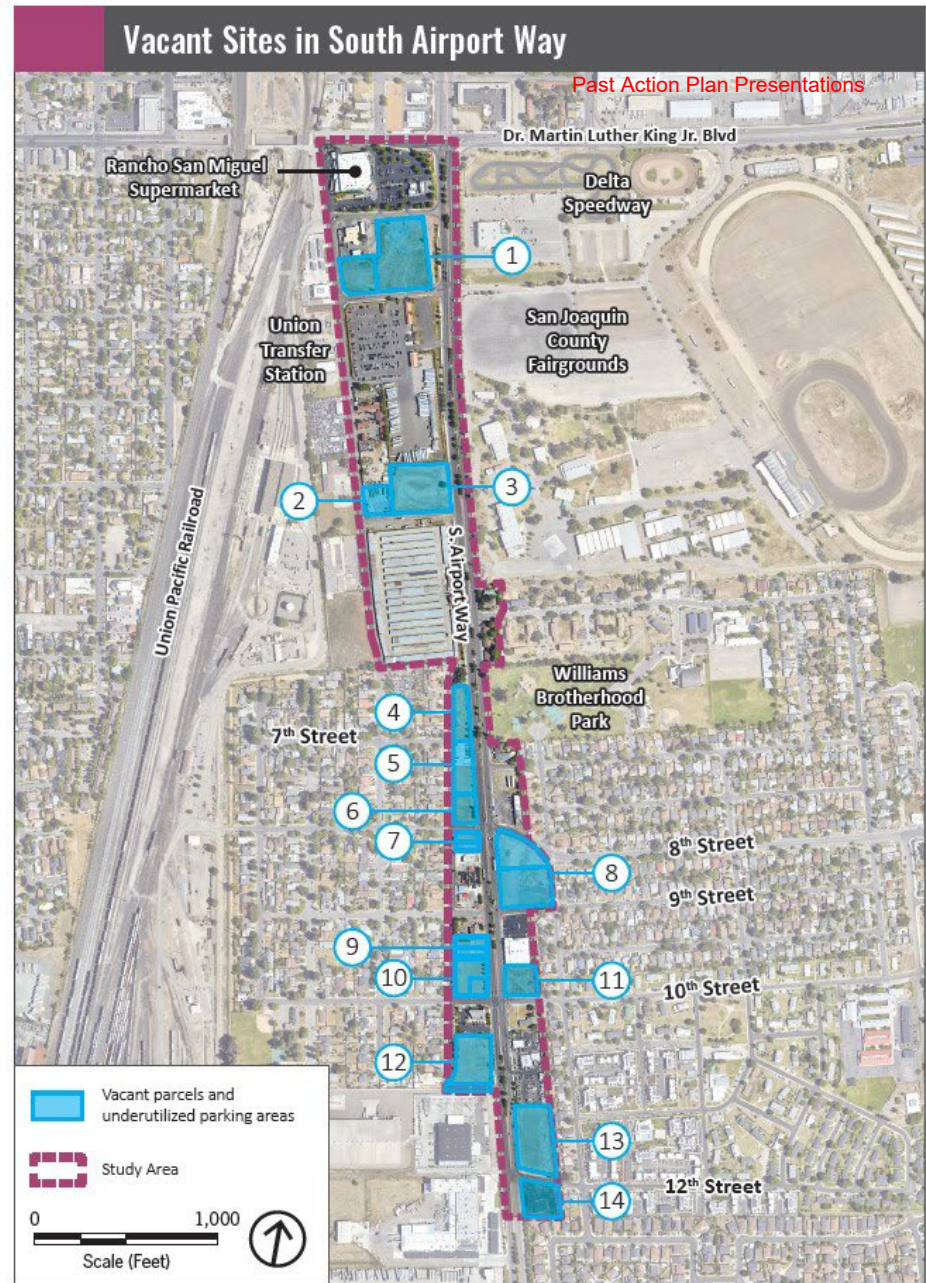 Vacant Sites in South Airport Way
Past Action Plan Presentations
Dr. Martin Luther King Jr. Blvd
Rancho San Miguel
Supermarket
Delta
Speedway
1
Union
Transfer
Station
San Joaquin
County
Fairgrounds
2
3
S. Airport Way
Union Pacific Railroad
Williams
Brotherhood
Park
4
7th Street
5
6
7
8th Street
8
9th Street
9
10
11
10th Street
12
13
12th Street
14
Vacant parcels and
underutilized parking areas
Study Area
0 1,000
Scale (Feet)